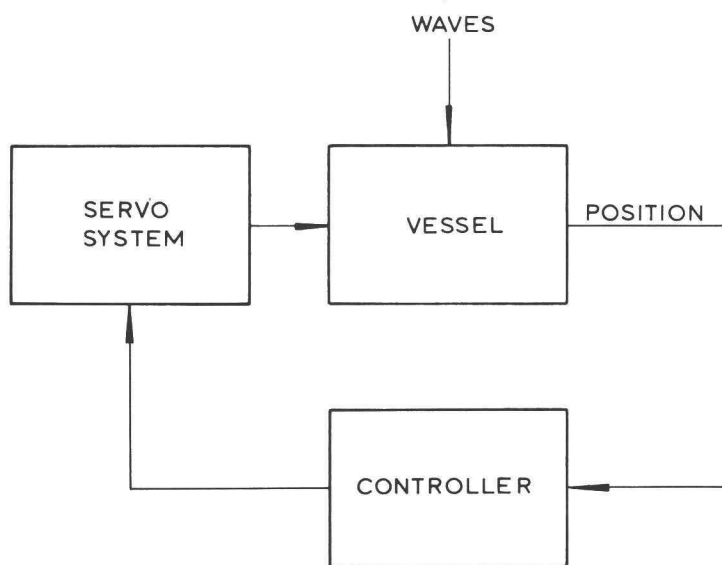 WAVES
SERVO
SYSTEM
VESSEL
POSITION
CONTROLLER